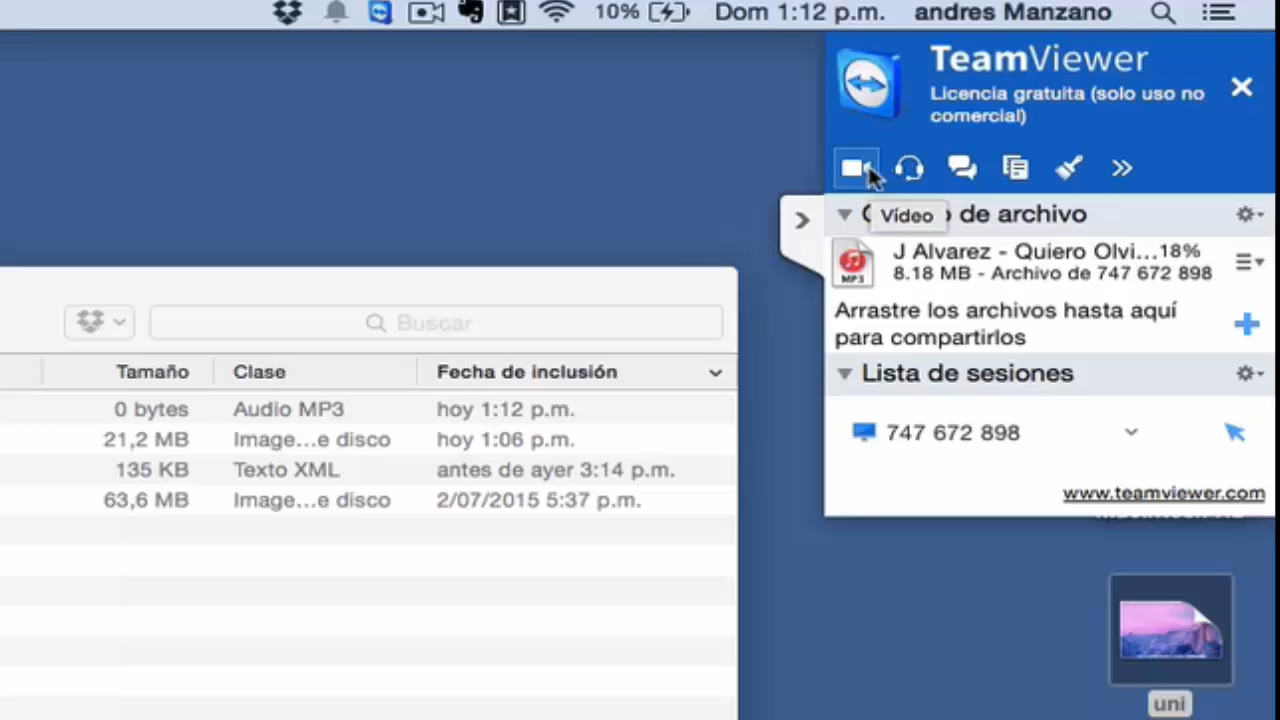 10%
Dom 1:12 p.m.
andres Manzano
TeamViewer
Licencia gratuita (solo uso no
comercial)
Vídeo
de archivo
MP3
J Alvarez - Quiero Olvi...18%
8.18 MB - Archivo de 747 672 898
Arrastre los archivos hasta aquí
para compartirlos
Lista de sesiones
747 672 898
www.teamviewer.com
Buscar
Tamaño Clase Fecha de inclusión
0 bytes Audio MP3 hoy 1:12 p.m.
21,2 MB Image...e disco hoy 1:06 p.m.
135 KB Texto XML antes de ayer 3:14 p.m.
63,6 MB Image...e disco 2/07/2015 5:37 p.m.
uni